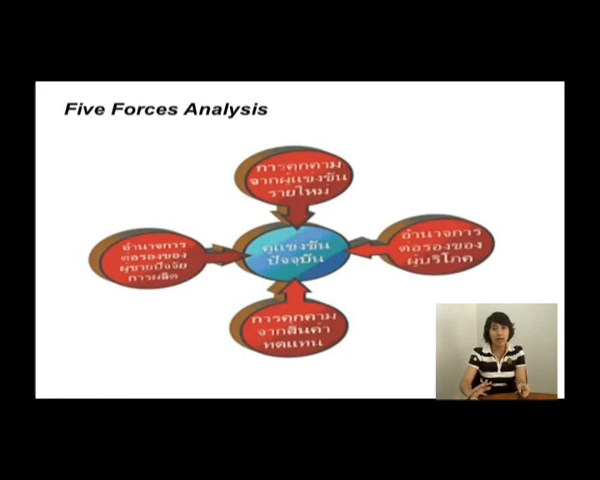 Five Forces Analysis
การคุกคาม
จากผู้แข่งขัน
รายใหม่
อำนาจการ
ต่อรองของ
ผู้ขายปัจจัย
การผลิต
คู่แข่งขัน
ปัจจุบัน
อำนาจการ
ต่อรองของ
ผู้บริโภค
การคุกคาม
จากสินค้า
ทดแทน